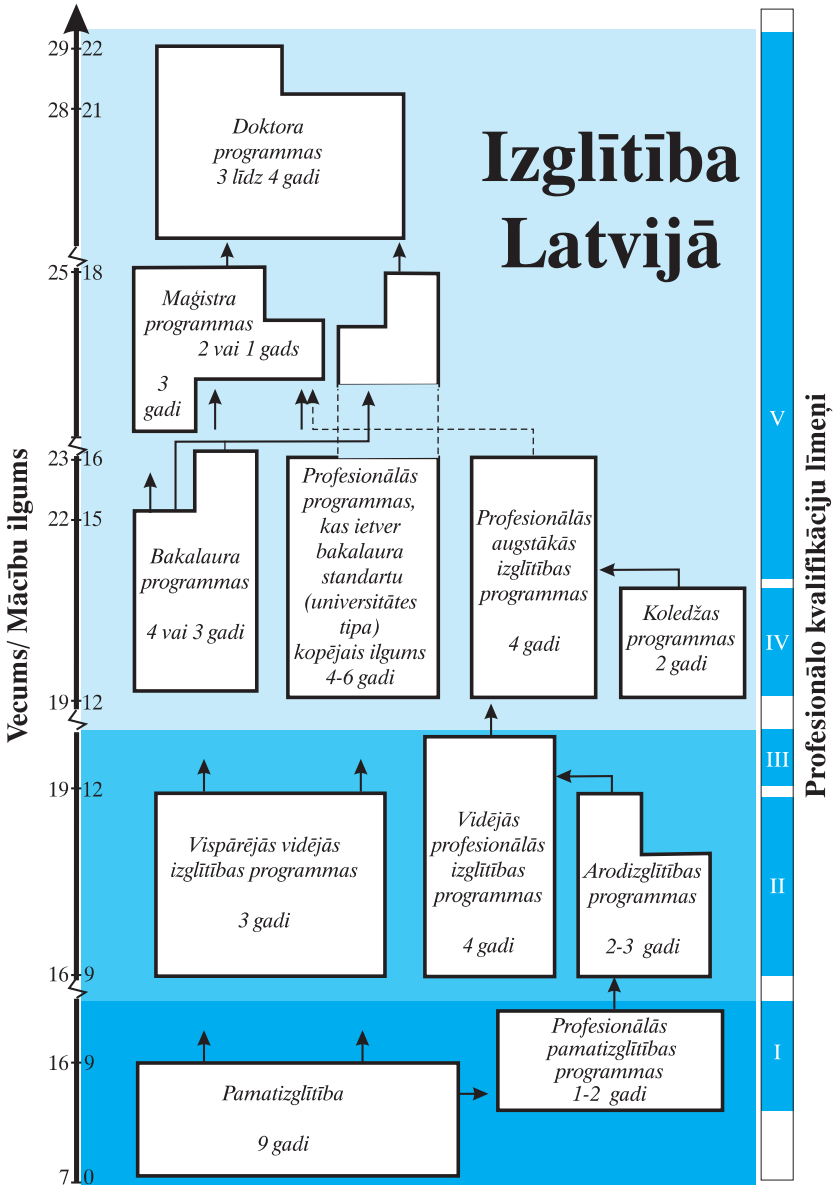 Izglītība
Latvijā
Vecums/ Mācību ilgums
Profesionālo kvalifikāciju līmeņi
29 22
28 21
25 18
23 16
22 15
19 12
19 12
16 9
16 9
7 0
V
IV
III
II
I
Doktora
programmas
3 līdz 4 gadi
Maģistra
programmas
2 vai 1 gads
3
gadi
Bakalaura
programmas
4 vai 3 gadi
Profesionālās
programmas,
kas ietver
bakalaura
standartu
(universitātes
tipa)
kopējais ilgums
4-6 gadi
Profesionālās
augstākās
izglītības
programmas
4 gadi
Koledžas
programmas
2 gadi
Vispārējās vidējās
izglītības programmas
3 gadi
Vidējās
profesionālās
izglītības
programmas
4 gadi
Arodizglītības
programmas
2-3 gadi
Profesionālās
pamatizglītības
programmas
1-2 gadi
Pamatizglītība
9 gadi